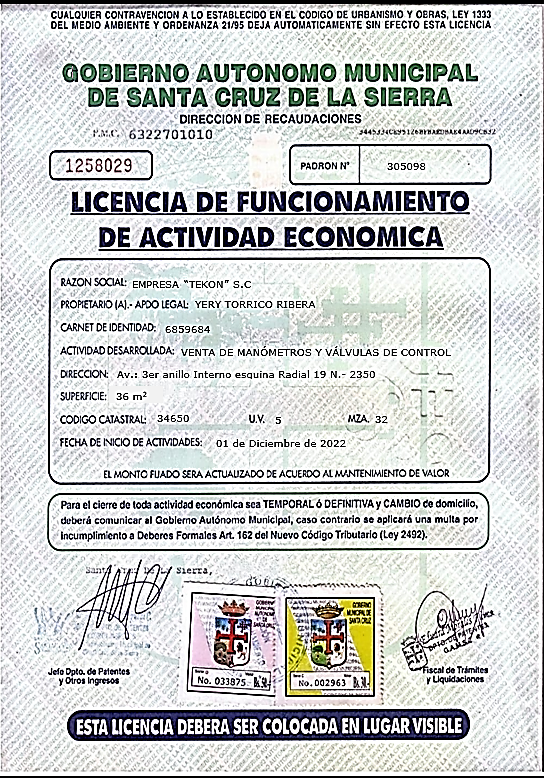 CUALQUIER CONTRAVENCION A LO ESTABLECIDO EN EL CODIGO DE URBANISMO Y OBRAS, LEY 1333
DEL MEDIO AMBIENTE Y ORDENANZA 21/95 DEJA AUTOMATICAMENTE SIN EFECTO ESTA LICENCIA
GOBIERNO AUTONOMO MUNICIPAL
DE SANTA CRUZ DE LA SIERRA
DIRECCION DE RECAUDACIONES
P.M.C. 6322701010
1258029
PADRON Nº 305098
LICENCIA DE FUNCIONAMIENTO
DE ACTIVIDAD ECONOMICA
RAZON SOCIAL: EMPRESA "TEKON" S.C
PROPIETARIO (A).- APDO LEGAL: YERY TORRICO RIBERA
CARNET DE IDENTIDAD: 6859684
ACTIVIDAD DESARROLLADA: VENTA DE MANÓMETROS Y VÁLVULAS DE CONTROL
DIRECCION: Av.: 3er anillo Interno esquina Radial 19 N.- 2350
SUPERFICIE: 36 m²
CODIGO CATASTRAL: 34650 U.V. 5 MZA. 32
FECHA DE INICIO DE ACTIVIDADES: 01 de Diciembre de 2022
EL MONTO FIJADO SERA ACTUALIZADO DE ACUERDO AL MANTENIMIENTO DE VALOR
Para el cierre de toda actividad económica sea TEMPORAL ó DEFINITIVA y CAMBIO de domicilio,
deberá comunicar al Gobierno Autónomo Municipal, caso contrario se aplicará una multa por
Incumplimiento a Deberes Formales Art. 162 del Nuevo Código Tributario (Ley 2492).
Santa Cruz de la Sierra,
GOBIERNO
MUNICIPAL
AUTONOMO
DE
SANTA CRUZ
No. 033875 Bs.
GOBIERNO
MUNICIPAL DE
SANTA CRUZ
No. 002963 Bs.
Jefe Dpto. de Patentes
y Otros Ingresos
Fiscal de Trámites
y Liquidaciones
ESTA LICENCIA DEBERA SER COLOCADA EN LUGAR VISIBLE